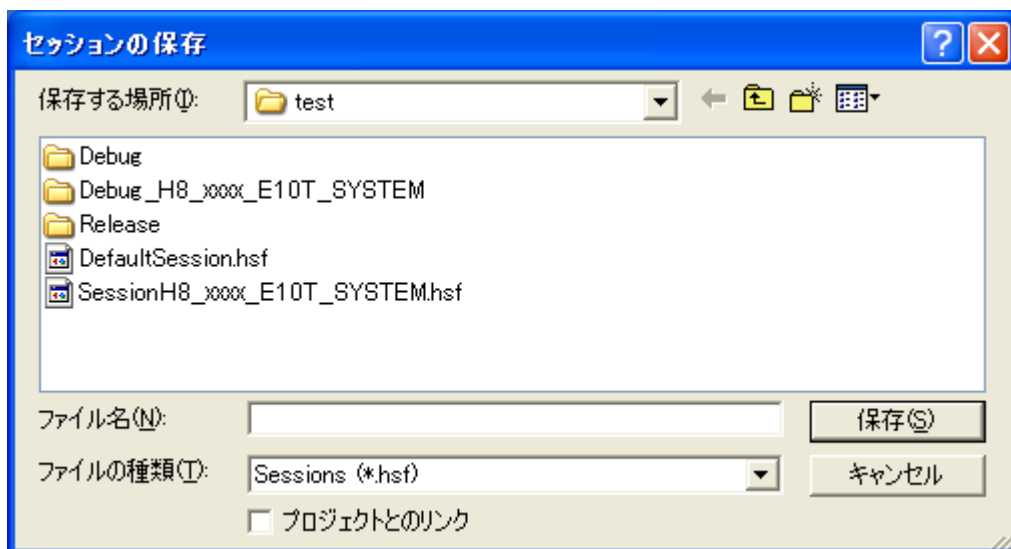 セッションの保存
保存する場所(I): test
Debug
Debug_H8_xxxx_E10T_SYSTEM
Release
DefaultSession.hsf
SessionH8_xxxx_E10T_SYSTEM.hsf
ファイル名(N): 保存(S)
ファイルの種類(T): Sessions (*.hsf) キャンセル
プロジェクトとのリンク